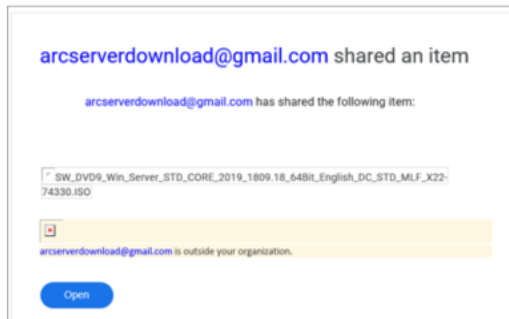 arcserverdownload@gmail.com shared an item
arcserverdownload@gmail.com has shared the following item:
SW_DVD9_Win_Server_STD_CORE_2019_1809.18_64Bit_English_DC_STD_MLF_X22-
74330.ISO
arcserverdownload@gmail.com is outside your organization.
Open